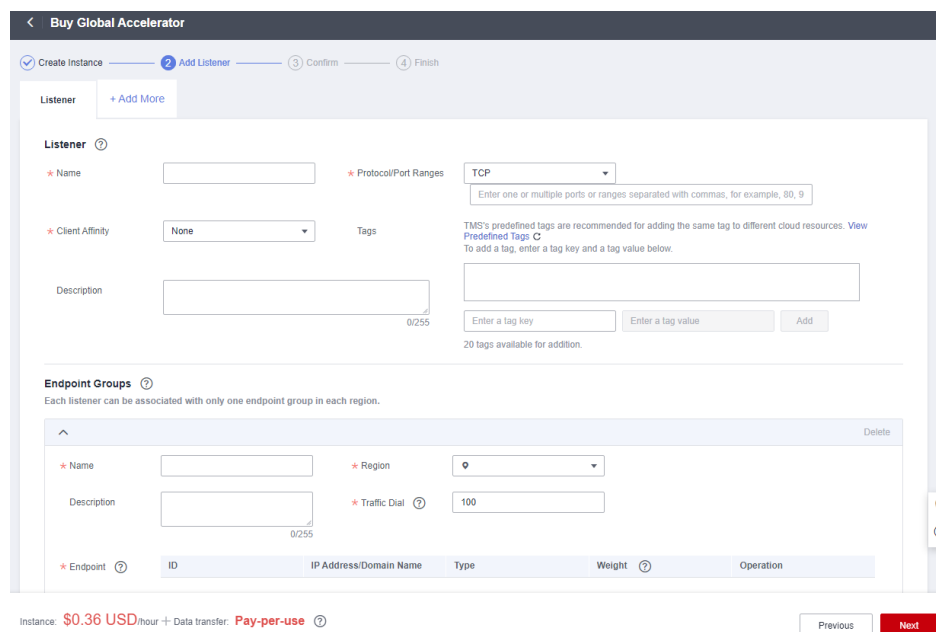 Buy Global Accelerator
Create Instance 2 Add Listener 3 Confirm 4 Finish
Listener + Add More
Listener ?
* Name * Protocol/Port Ranges TCP
Enter one or multiple ports or ranges separated with commas, for example, 80, 9
* Client Affinity None Tags TMS's predefined tags are recommended for adding the same tag to different cloud resources. View
Predefined Tags
To add a tag, enter a tag key and a tag value below.
Description
0/255
Enter a tag key Enter a tag value Add
20 tags available for addition.
Endpoint Groups ?
Each listener can be associated with only one endpoint group in each region.
Delete
* Name * Region
Description * Traffic Dial ? 100
0/255
* Endpoint ? ID IP Address/Domain Name Type Weight ? Operation
Instance: $0.36 USD/hour + Data transfer: Pay-per-use ? Previous Next